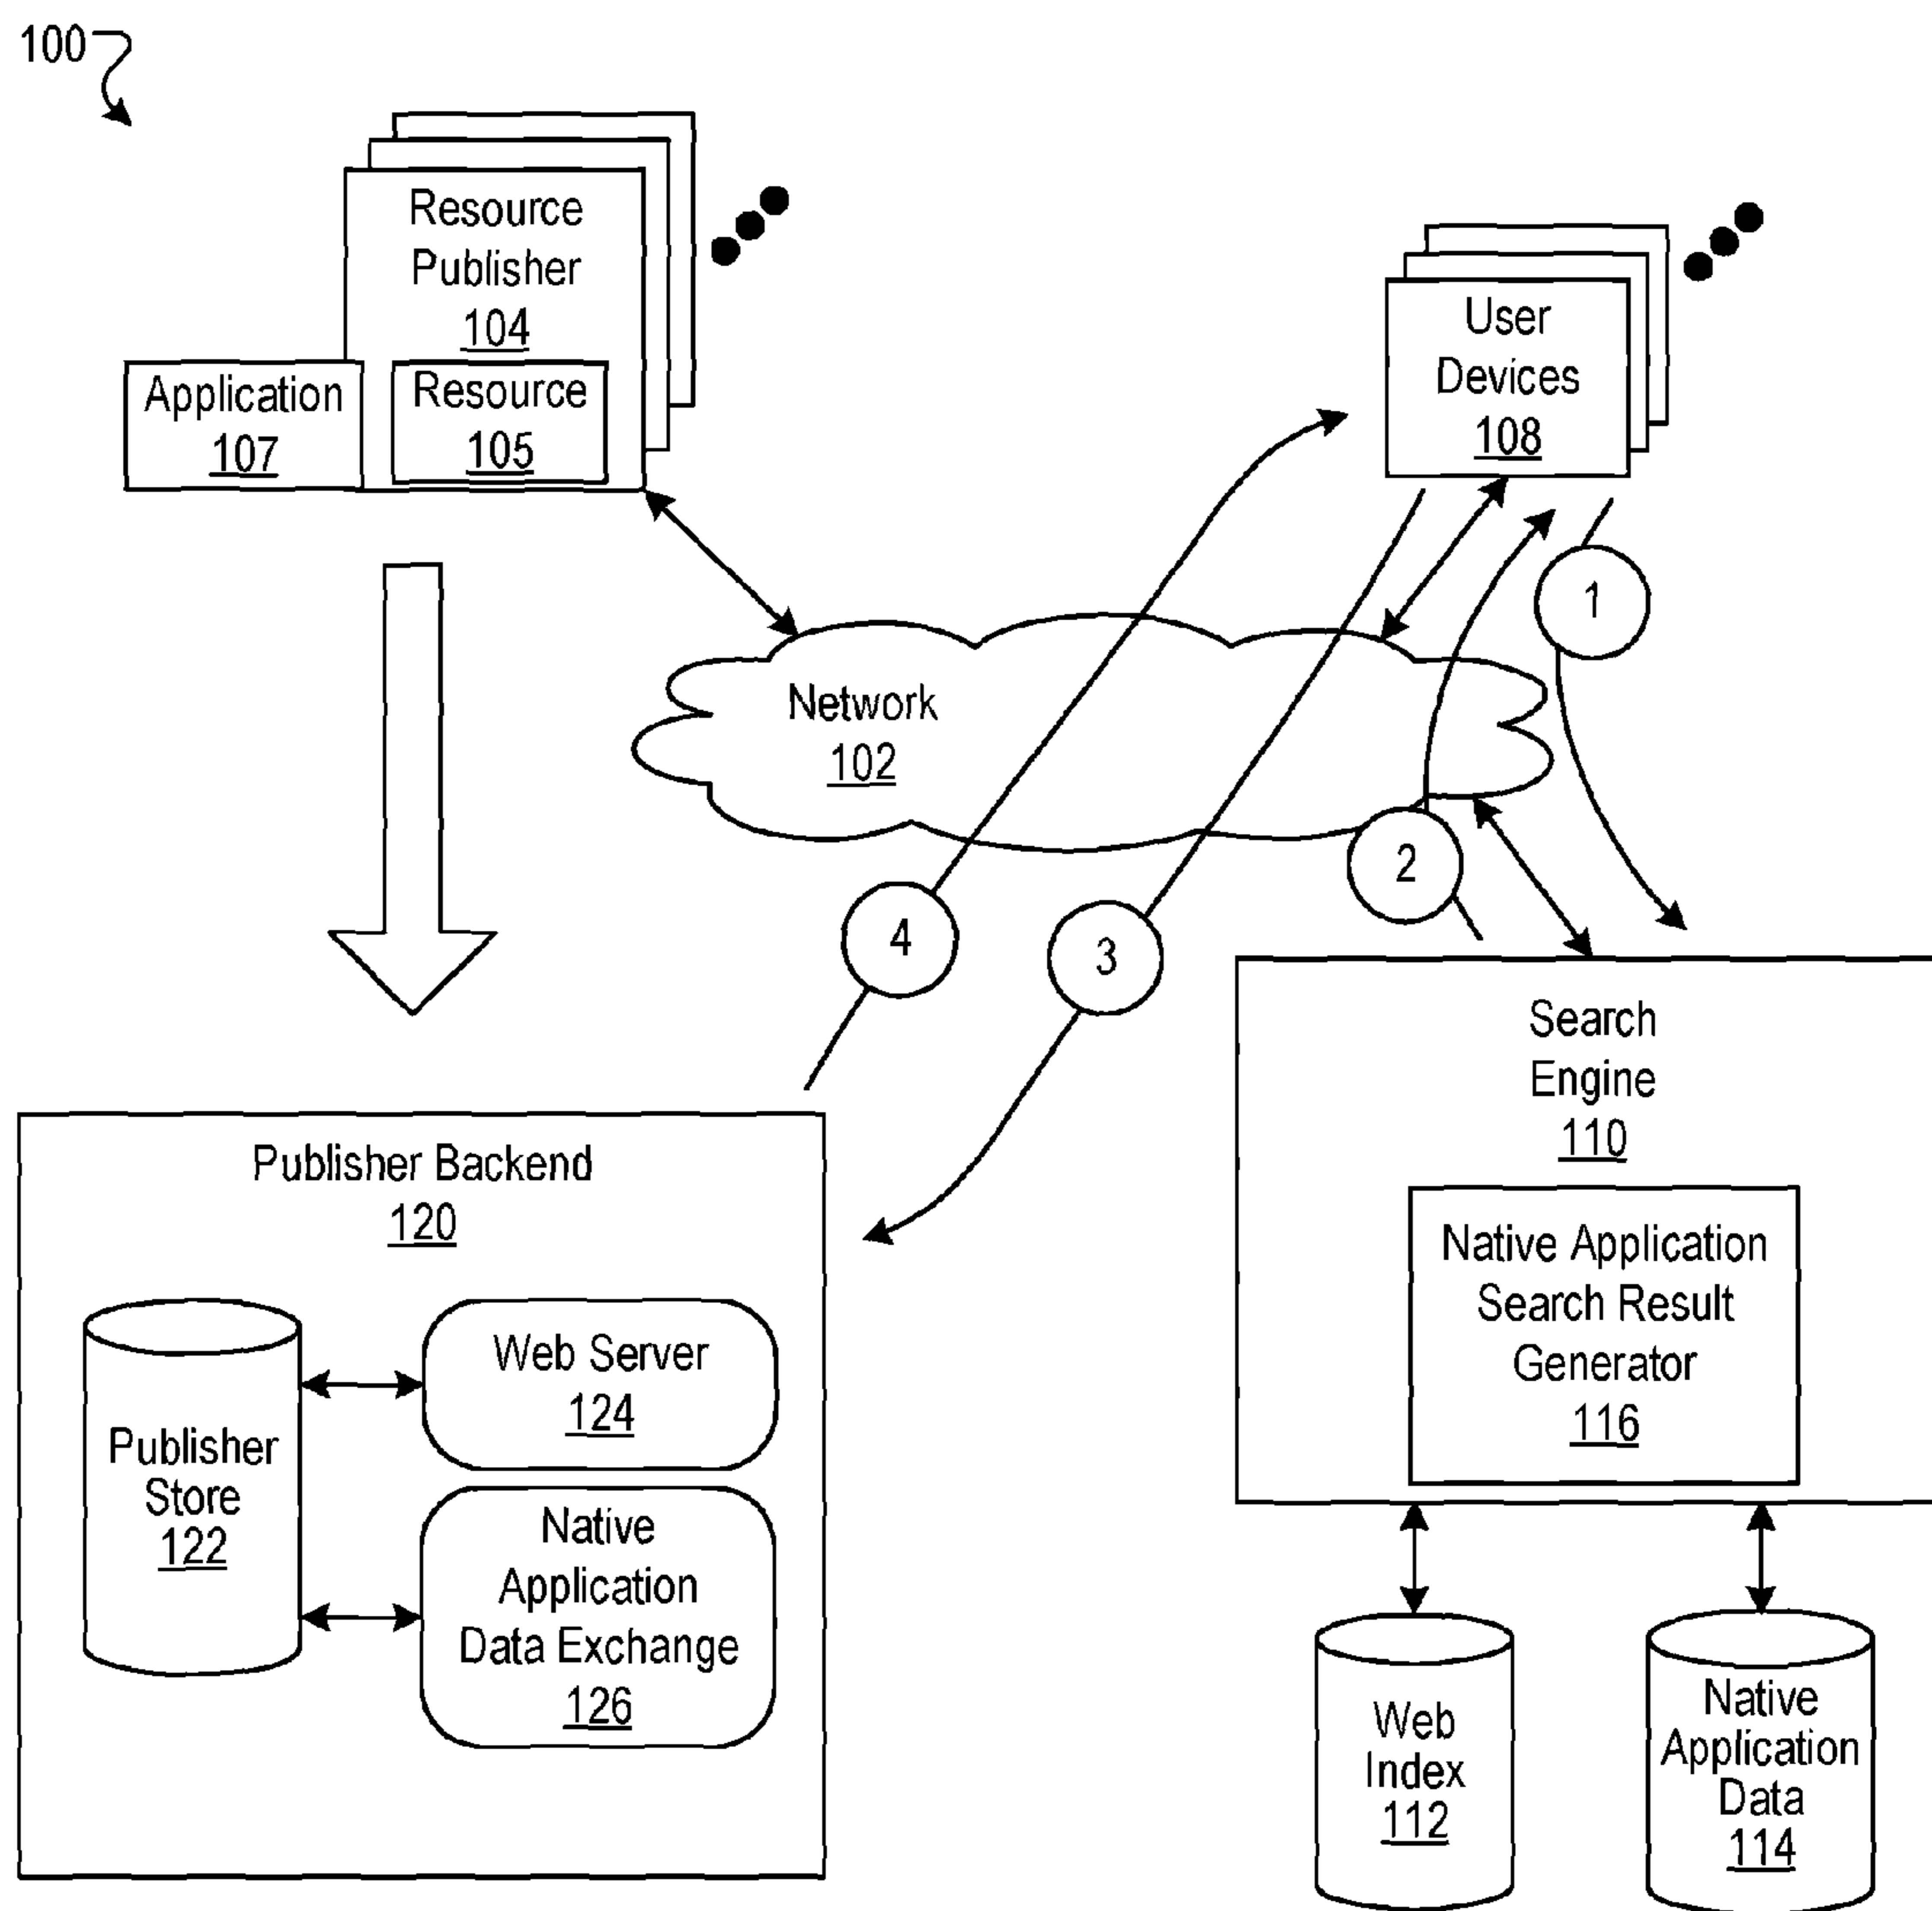 100
Resource
Publisher
104
Application
107
Resource
105
User
Devices
108
1
Network
102
2
4
3
Search
Engine
110
Native Application
Search Result
Generator
116
Publisher Backend
120
Web Server
124
Publisher
Store
122
Native
Application
Data Exchange
126
Web
Index
112
Native
Application
Data
114